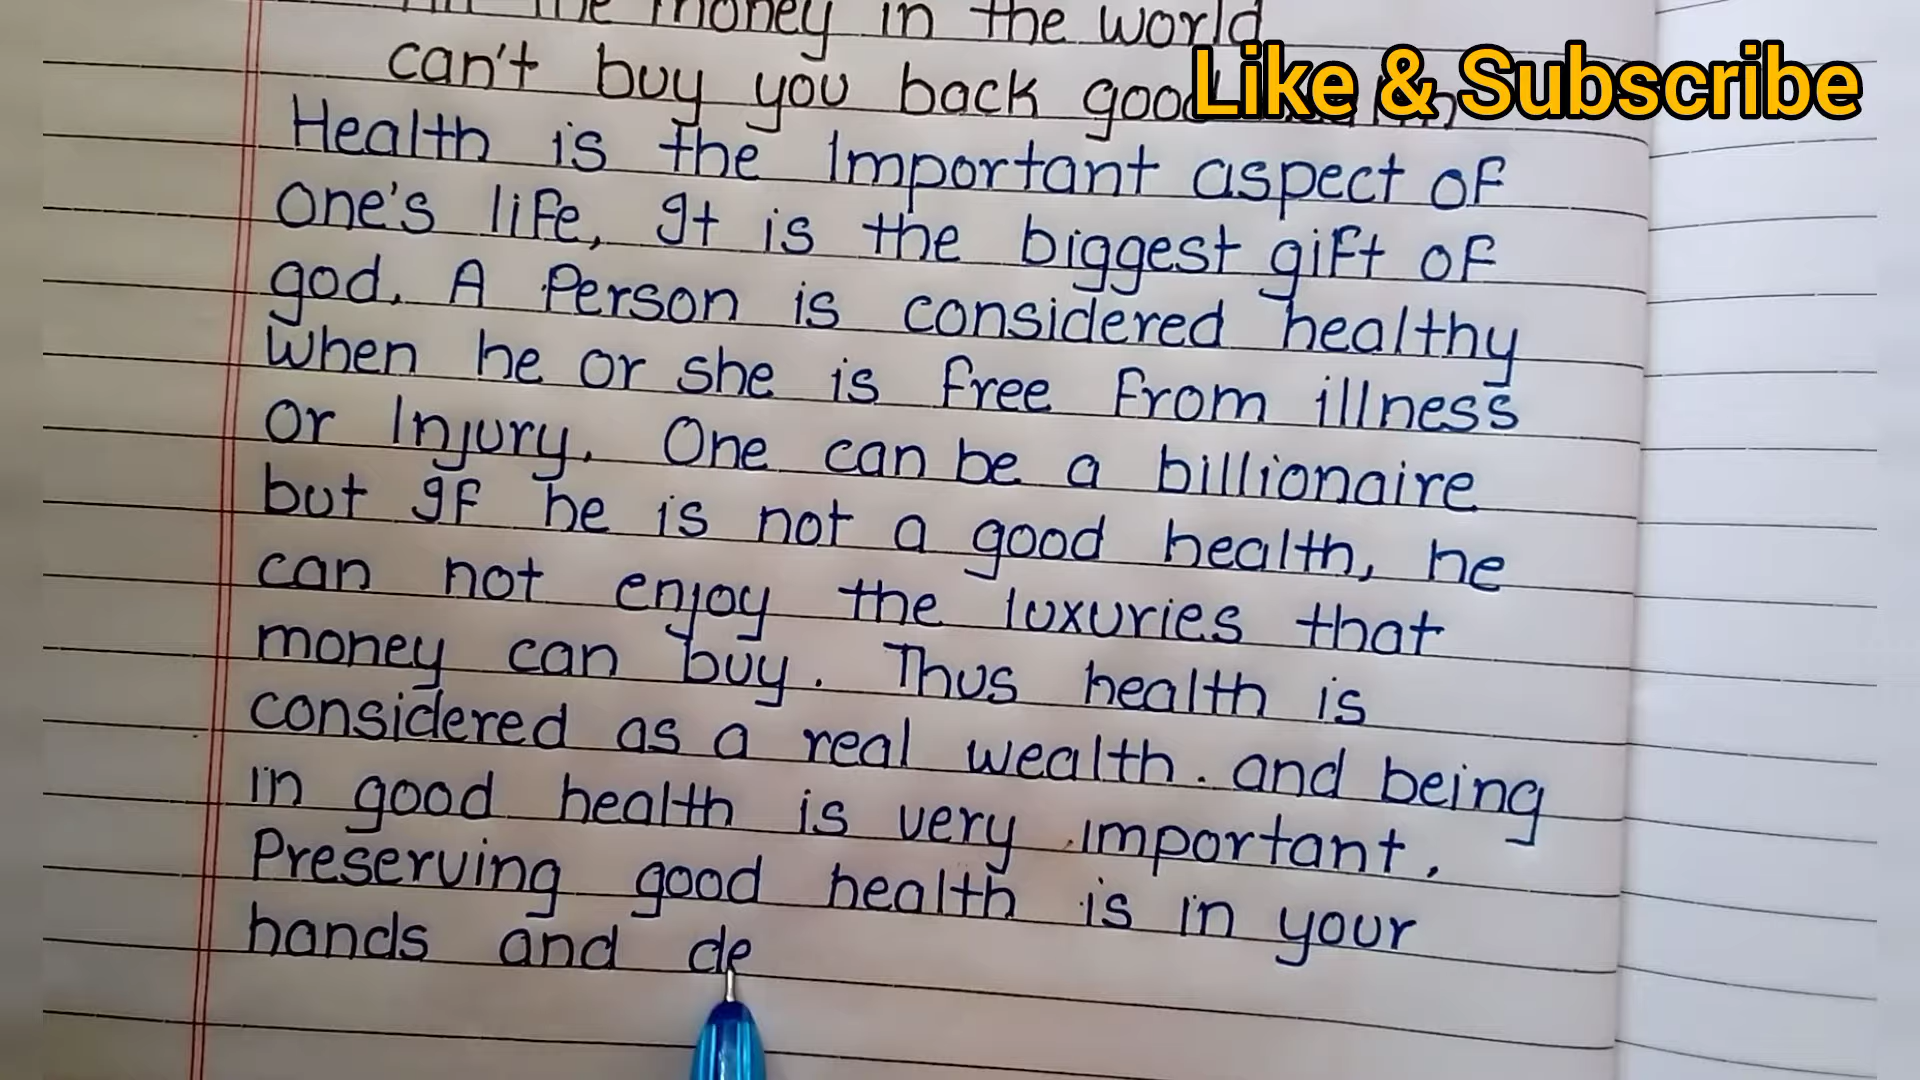 the money in the world
can't buy you back good
Like & Subscribe
Health is the Important aspect of
one's life, It is the biggest gift of
god. A Person is considered healthy
when he or she is free from illness
or Injury. One can be a billionaire
but If he is not a good health, he
can not enjoy the luxuries that
money can buy. Thus health is
considered as a real wealth. and being
in good health is very important.
Preserving good health is in your
hands and de